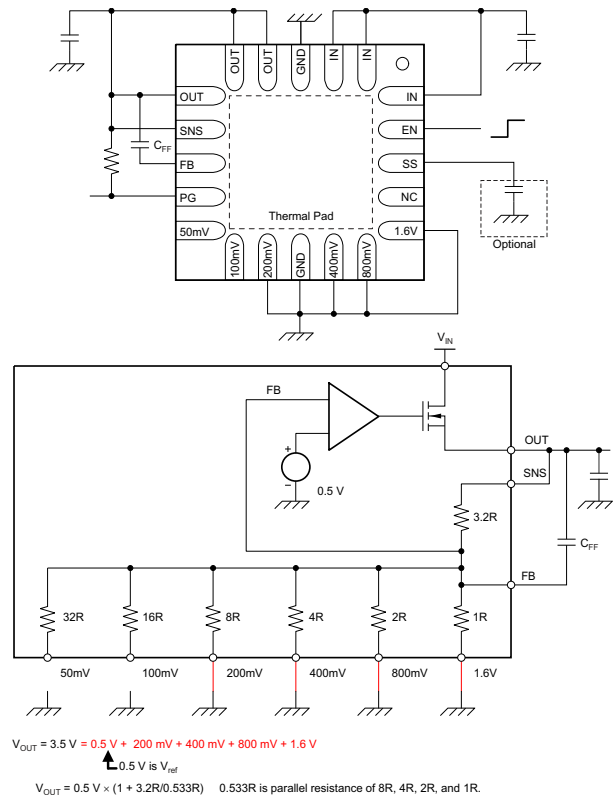 OUT
OUT
GND
IN
IN
OUT
IN
SNS
EN
C_FF
FB
SS
PG
NC
50mV
Thermal Pad
1.6V
Optional
100mV
200mV
GND
400mV
800mV
V_IN
FB
OUT
+
SNS
−
0.5 V
3.2R
C_FF
FB
32R
16R
8R
4R
2R
1R
50mV
100mV
200mV
400mV
800mV
1.6V
V_OUT = 3.5 V = 0.5 V + 200 mV + 400 mV + 800 mV + 1.6 V
0.5 V is V_ref
V_OUT = 0.5 V × (1 + 3.2R/0.533R) 0.533R is parallel resistance of 8R, 4R, 2R, and 1R.